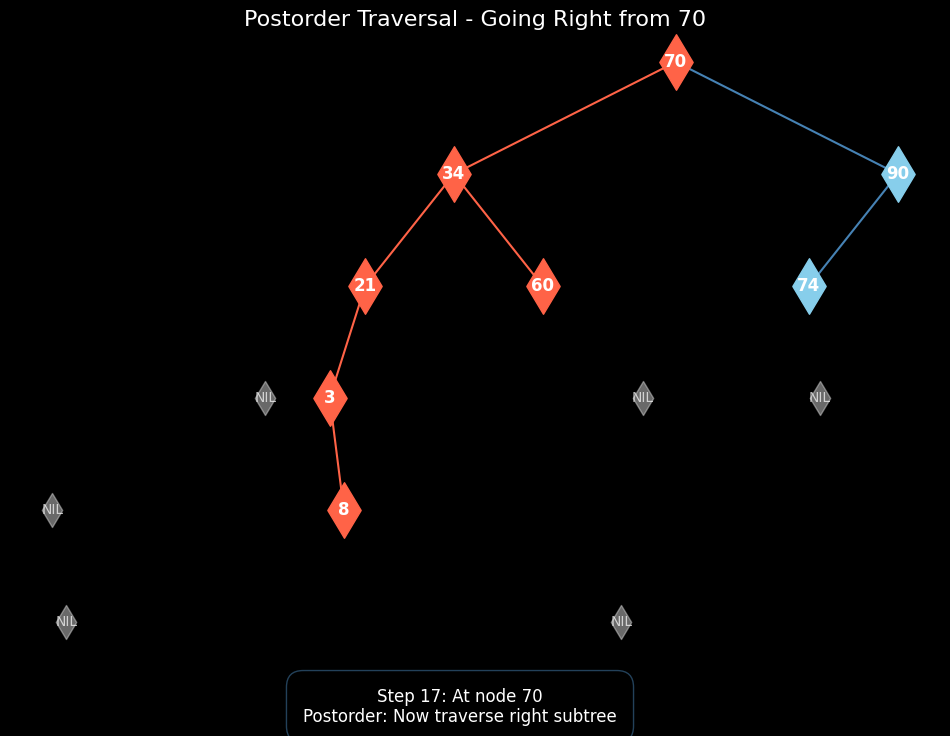 Postorder Traversal - Going Right from 70
70
34
90
21
60
74
NIL
3
NIL
NIL
NIL
8
NIL
NIL
Step 17: At node 70
Postorder: Now traverse right subtree